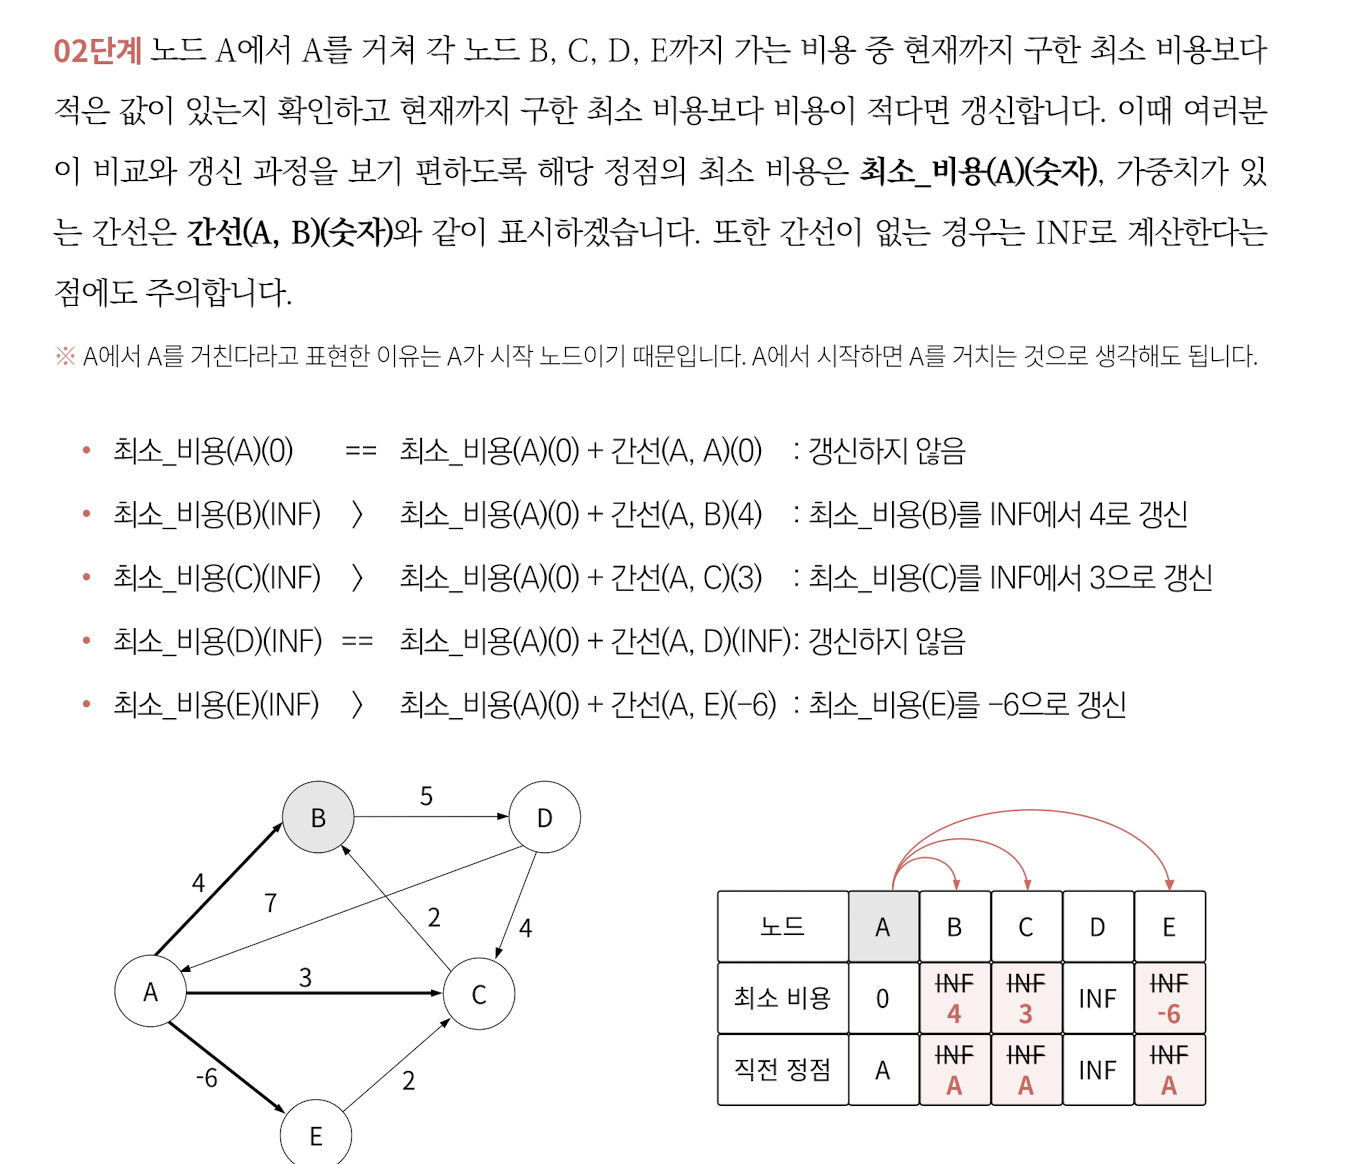 02단계 노드 A에서 A를 거쳐 각 노드 B, C, D, E까지 가는 비용 중 현재까지 구한 최소 비용보다
적은 값이 있는지 확인하고 현재까지 구한 최소 비용보다 비용이 적다면 갱신합니다. 이때 여러분
이 비교와 갱신 과정을 보기 편하도록 해당 정점의 최소 비용은 최소_비용(A)(숫자), 가중치가 있
는 간선은 간선(A, B)(숫자)와 같이 표시하겠습니다. 또한 간선이 없는 경우는 INF로 계산한다는
점에도 주의합니다.
※ A에서 A를 거친다라고 표현한 이유는 A가 시작 노드이기 때문입니다. A에서 시작하면 A를 거치는 것으로 생각해도 됩니다.
• 최소_비용(A)(0) == 최소_비용(A)(0) + 간선(A, A)(0) : 갱신하지 않음
• 최소_비용(B)(INF) 〉 최소_비용(A)(0) + 간선(A, B)(4) : 최소_비용(B)를 INF에서 4로 갱신
• 최소_비용(C)(INF) 〉 최소_비용(A)(0) + 간선(A, C)(3) : 최소_비용(C)를 INF에서 3으로 갱신
• 최소_비용(D)(INF) == 최소_비용(A)(0) + 간선(A, D)(INF): 갱신하지 않음
• 최소_비용(E)(INF) 〉 최소_비용(A)(0) + 간선(A, E)(-6) : 최소_비용(E)를 -6으로 갱신
B 5 D
4 7 2 4
A 3 C
-6 2
E
노드 A B C D E
최소 비용 0 INF INF INF INF
4 3 -6
직전 정점 A INF INF INF INF
A A A